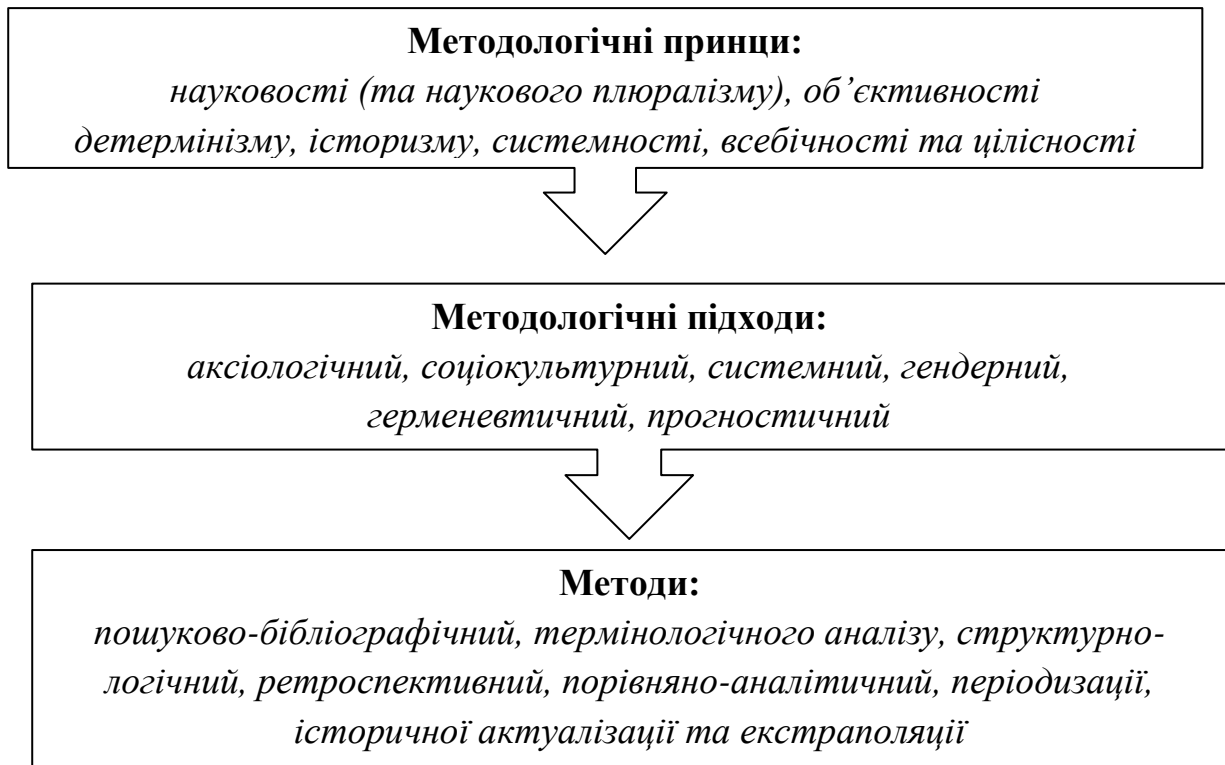 Методологічні принци:
науковості (та наукового плюралізму), об’єктивності
детермінізму, історизму, системності, всебічності та цілісності
Методологічні підходи:
аксіологічний, соціокультурний, системний, гендерний,
герменевтичний, прогностичний
Методи:
пошуково-бібліографічний, термінологічного аналізу, структурно-
логічний, ретроспективний, порівняно-аналітичний, періодизації,
історичної актуалізації та екстраполяції